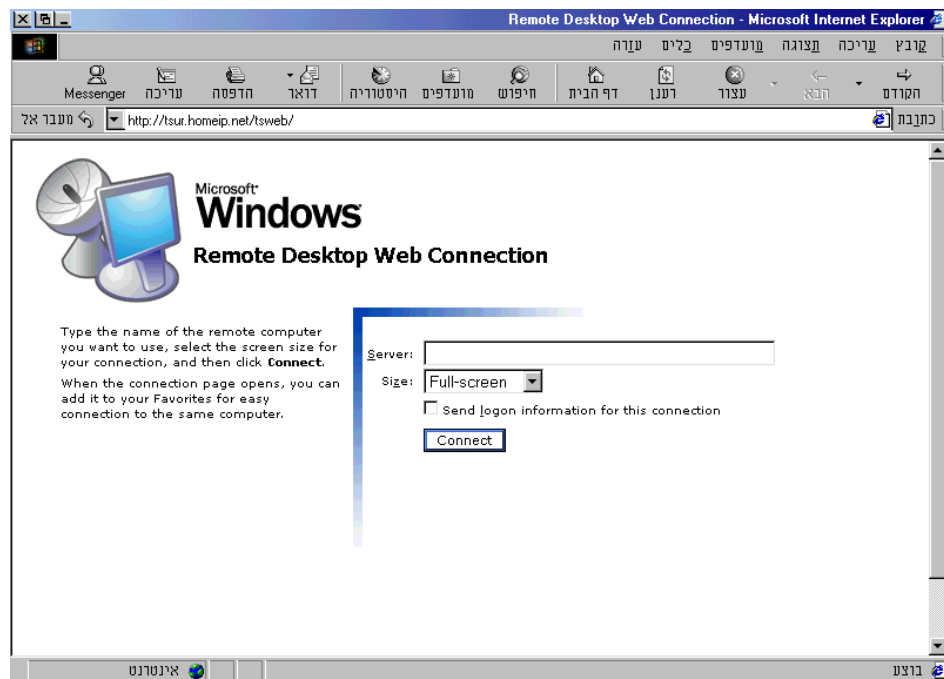 Remote Desktop Web Connection - Microsoft Internet Explorer
קובץ עריכה תצוגה מועדפים כלים עזרה
הקודם הבא עצור רענן דף הבית חיפוש מועדפים היסטוריה דואר הדפסה עריכה Messenger
כתובת http://tsur.homeip.net/tsweb/ מעבר אל
Microsoft
Windows
Remote Desktop Web Connection
Type the name of the remote computer
you want to use, select the screen size for
your connection, and then click Connect.
When the connection page opens, you can
add it to your Favorites for easy
connection to the same computer.
Server:
Size: Full-screen
Send logon information for this connection
Connect
בוצע אינטרנט